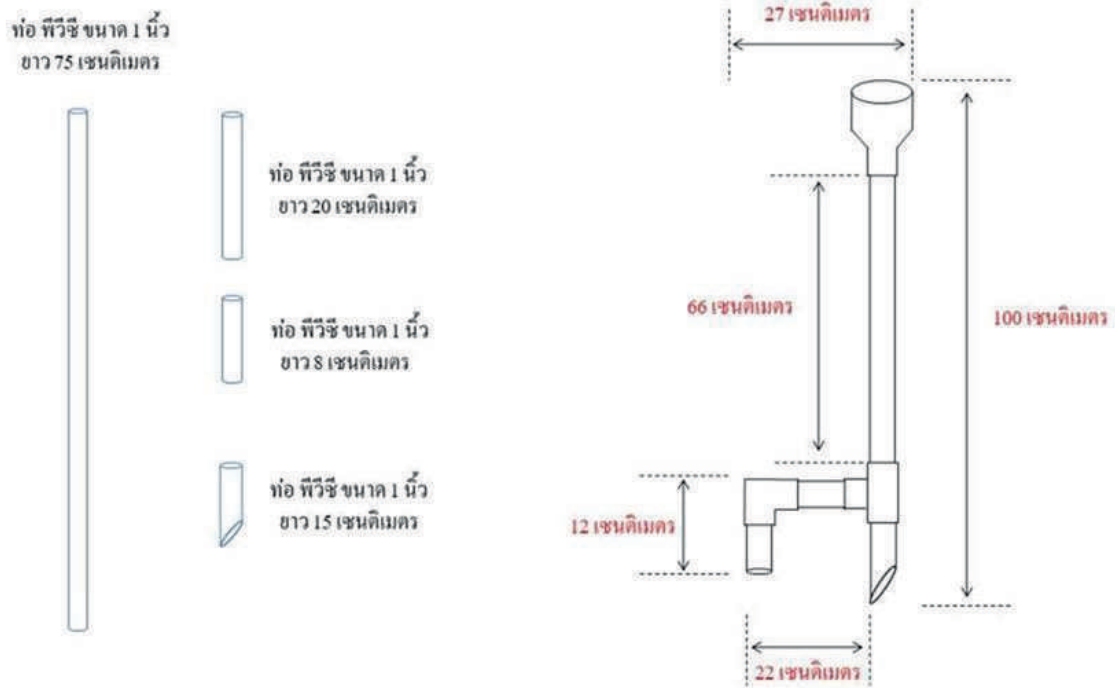 ท่อ พีวีซี ขนาด 1 นิ้ว
ยาว 75 เซนติเมตร
ท่อ พีวีซี ขนาด 1 นิ้ว
ยาว 20 เซนติเมตร
ท่อ พีวีซี ขนาด 1 นิ้ว
ยาว 8 เซนติเมตร
ท่อ พีวีซี ขนาด 1 นิ้ว
ยาว 15 เซนติเมตร
27 เซนติเมตร
66 เซนติเมตร
100 เซนติเมตร
12 เซนติเมตร
22 เซนติเมตร